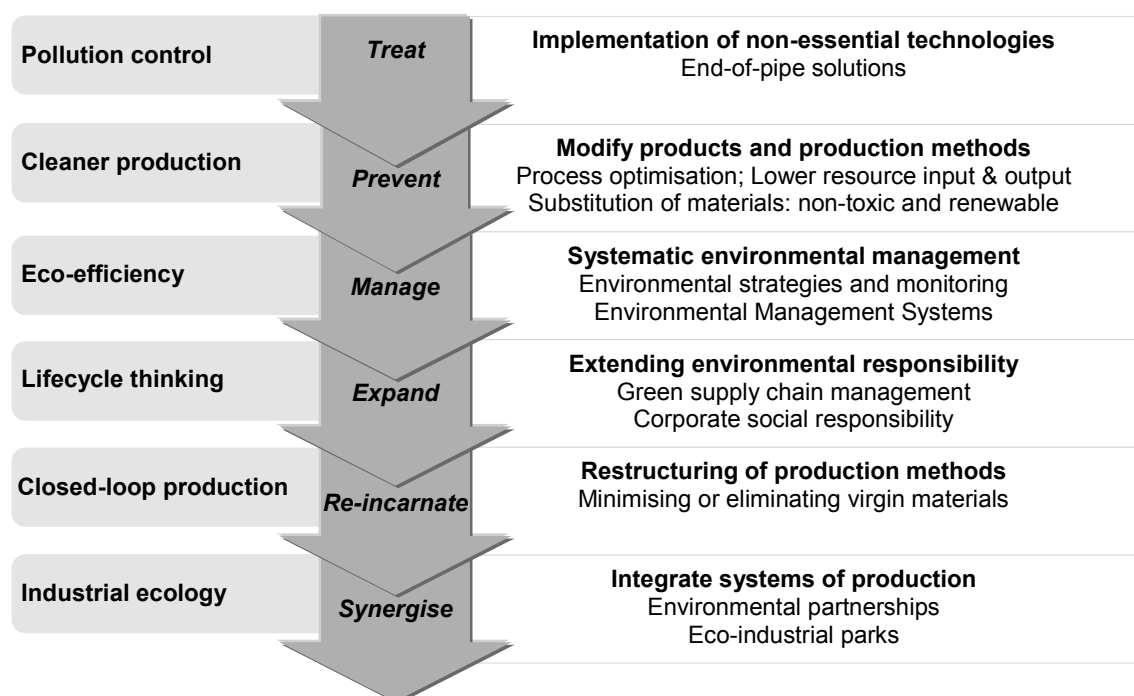 Pollution control
Treat
Implementation of non-essential technologies
End-of-pipe solutions
Cleaner production
Prevent
Modify products and production methods
Process optimisation; Lower resource input & output
Substitution of materials: non-toxic and renewable
Eco-efficiency
Manage
Systematic environmental management
Environmental strategies and monitoring
Environmental Management Systems
Lifecycle thinking
Expand
Extending environmental responsibility
Green supply chain management
Corporate social responsibility
Closed-loop production
Re-incarnate
Restructuring of production methods
Minimising or eliminating virgin materials
Industrial ecology
Synergise
Integrate systems of production
Environmental partnerships
Eco-industrial parks